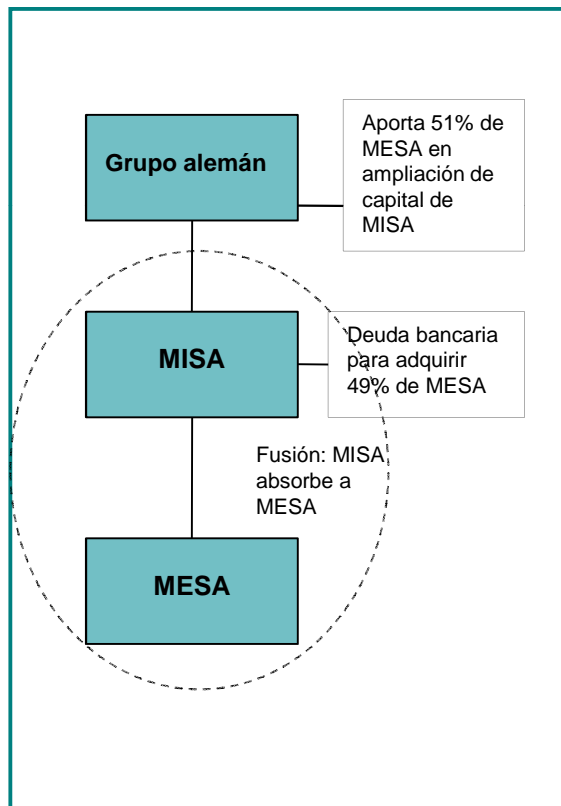 Grupo alemán
Aporta 51% de
MESA en
ampliación de
capital de
MISA
MISA
Deuda bancaria
para adquirir
49% de MESA
Fusión: MISA
absorbe a
MESA
MESA